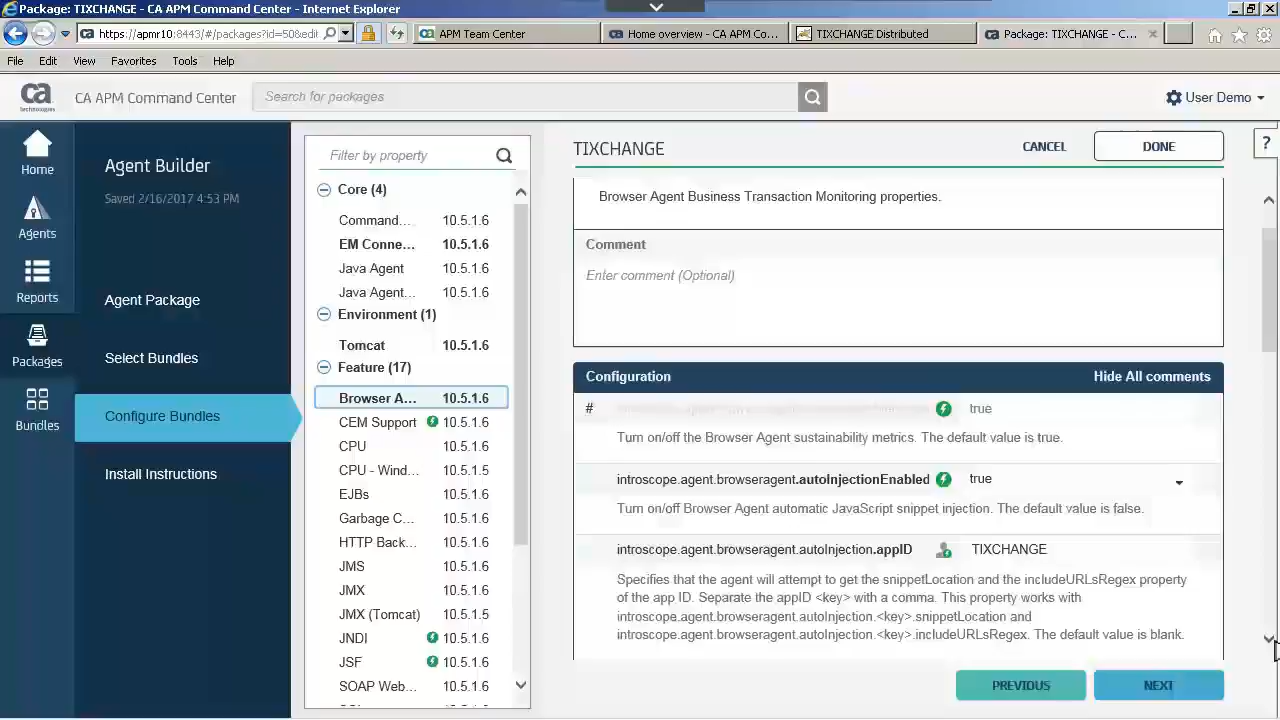 Package: TIXCHANGE - CA APM Command Center - Internet Explorer
https://apmr10:8443/#/packages?id=50&edi
APM Team Center
Home overview - CA APM Co...
TIXCHANGE Distributed
Package: TIXCHANGE - C...
File Edit View Favorites Tools Help
ca technologies
CA APM Command Center
Search for packages
User Demo
Home
Agents
Reports
Packages
Bundles
Agent Builder
Saved 2/16/2017 4:53 PM
Agent Package
Select Bundles
Configure Bundles
Install Instructions
Filter by property
Core (4)
Command... 10.5.1.6
EM Conne... 10.5.1.6
Java Agent 10.5.1.6
Java Agent... 10.5.1.6
Environment (1)
Tomcat 10.5.1.6
Feature (17)
Browser A... 10.5.1.6
CEM Support 10.5.1.6
CPU 10.5.1.6
CPU - Wind... 10.5.1.5
EJBs 10.5.1.6
Garbage C... 10.5.1.6
HTTP Back... 10.5.1.6
JMS 10.5.1.6
JMX 10.5.1.6
JMX (Tomcat) 10.5.1.5
JNDI 10.5.1.6
JSF 10.5.1.6
SOAP Web... 10.5.1.6
TIXCHANGE
CANCEL
DONE
?
Browser Agent Business Transaction Monitoring properties.
Comment
Enter comment (Optional)
Configuration
Hide All comments
# true
Turn on/off the Browser Agent sustainability metrics. The default value is true.
introscope.agent.browseragent.autoInjectionEnabled true
Turn on/off Browser Agent automatic JavaScript snippet injection. The default value is false.
introscope.agent.browseragent.autoInjection.appID TIXCHANGE
Specifies that the agent will attempt to get the snippetLocation and the includeURLsRegex property
of the app ID. Separate the appID <key> with a comma. This property works with
introscope.agent.browseragent.autoInjection.<key>.snippetLocation and
introscope.agent.browseragent.autoInjection.<key>.includeURLsRegex. The default value is blank.
PREVIOUS
NEXT